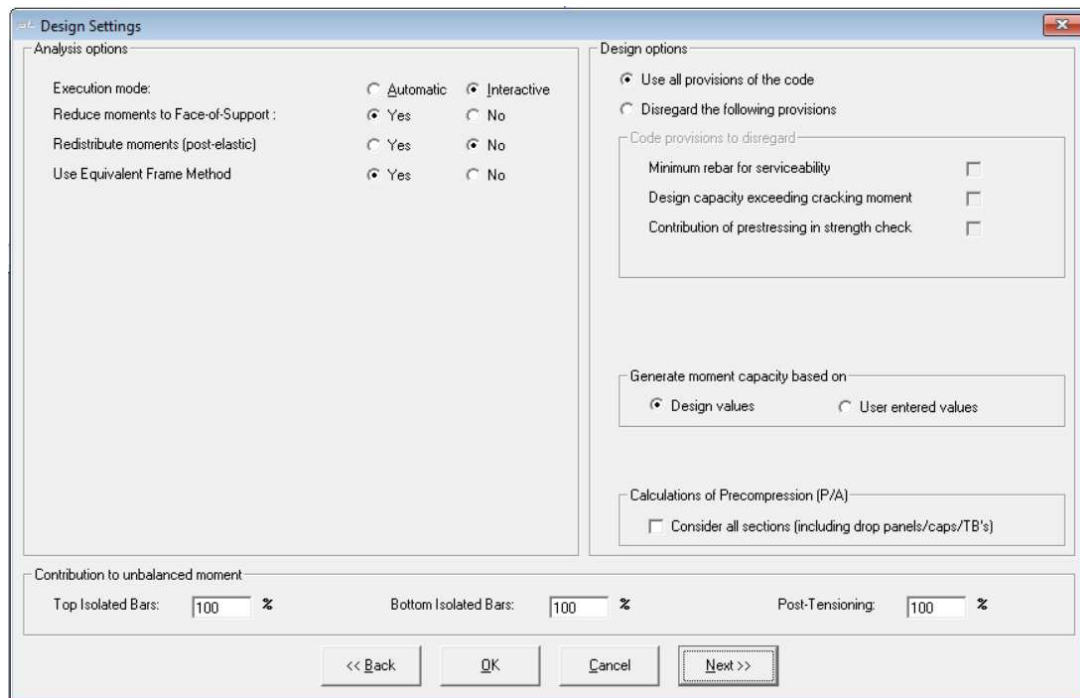 Design Settings
Analysis options
Execution mode: Automatic Interactive
Reduce moments to Face-of-Support : Yes No
Redistribute moments (post-elastic) Yes No
Use Equivalent Frame Method Yes No
Design options
Use all provisions of the code
Disregard the following provisions
Code provisions to disregard
Minimum rebar for serviceability
Design capacity exceeding cracking moment
Contribution of prestressing in strength check
Generate moment capacity based on
Design values User entered values
Calculations of Precompression (P/A)
Consider all sections (including drop panels/caps/TB's)
Contribution to unbalanced moment
Top Isolated Bars: 100 % Bottom Isolated Bars: 100 % Post-Tensioning: 100 %
<< Back OK Cancel Next >>